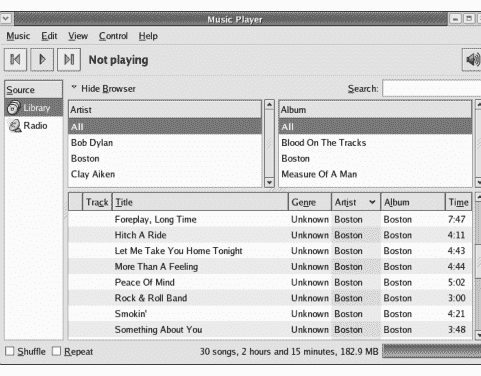 Music Player
Music Edit View Control Help
Not playing
Source
Hide Browser Search:
Library
Radio
Artist
All
Bob Dylan
Boston
Clay Aiken
Album
All
Blood On The Tracks
Boston
Measure Of A Man
Track Title Genre Artist Album Time
Foreplay, Long Time Unknown Boston Boston 7:47
Hitch A Ride Unknown Boston Boston 4:11
Let Me Take You Home Tonight Unknown Boston Boston 4:43
More Than A Feeling Unknown Boston Boston 4:44
Peace Of Mind Unknown Boston Boston 5:02
Rock & Roll Band Unknown Boston Boston 3:00
Smokin' Unknown Boston Boston 4:21
Something About You Unknown Boston Boston 3:48
Shuffle Repeat 30 songs, 2 hours and 15 minutes, 182.9 MB